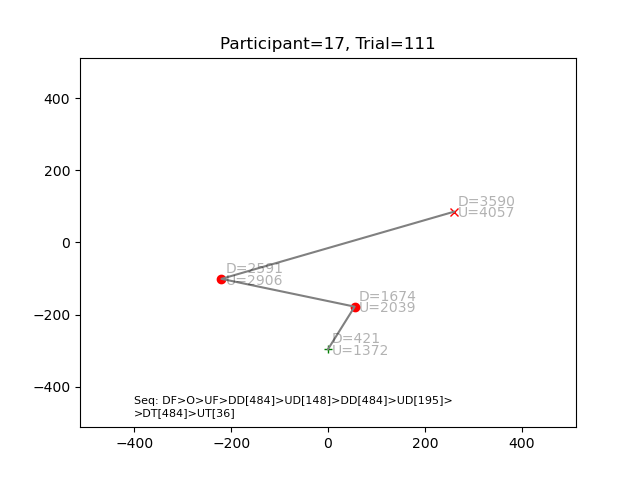 Participant=17, Trial=111
400
200
0
−200
−400
D=3590
U=4057
D=2591
U=2906
D=1674
U=2039
D=421
U=1372
Seq: DF>O>UF>DD[484]>UD[148]>DD[484]>UD[195]>
>DT[484]>UT[36]
−400 −200 0 200 400